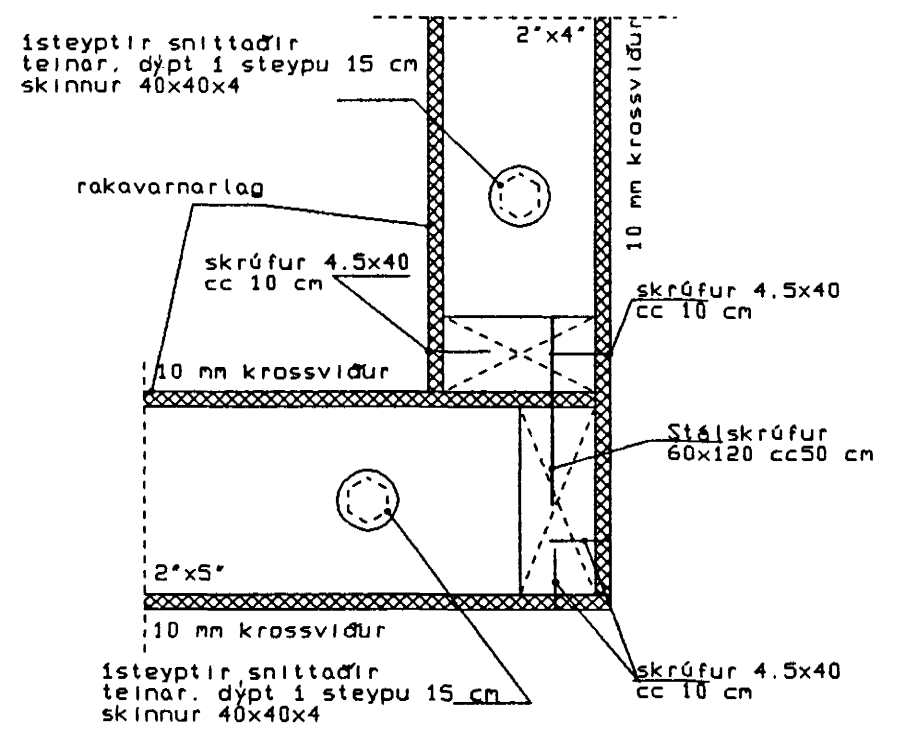 ísteyptir snittaðir
teinar. dýpt í steypu 15 cm
skinnur 40x40x4
2"x4"
10 mm krossviður
rakavarnarlag
skrúfur 4.5x40
cc 10 cm
skrúfur 4.5x40
cc 10 cm
10 mm krossviður
Stálskrúfur
60x120 cc50 cm
2"x5"
10 mm krossviður
ísteyptir snittaðir
teinar. dýpt í steypu 15 cm
skinnur 40x40x4
skrúfur 4.5x40
cc 10 cm